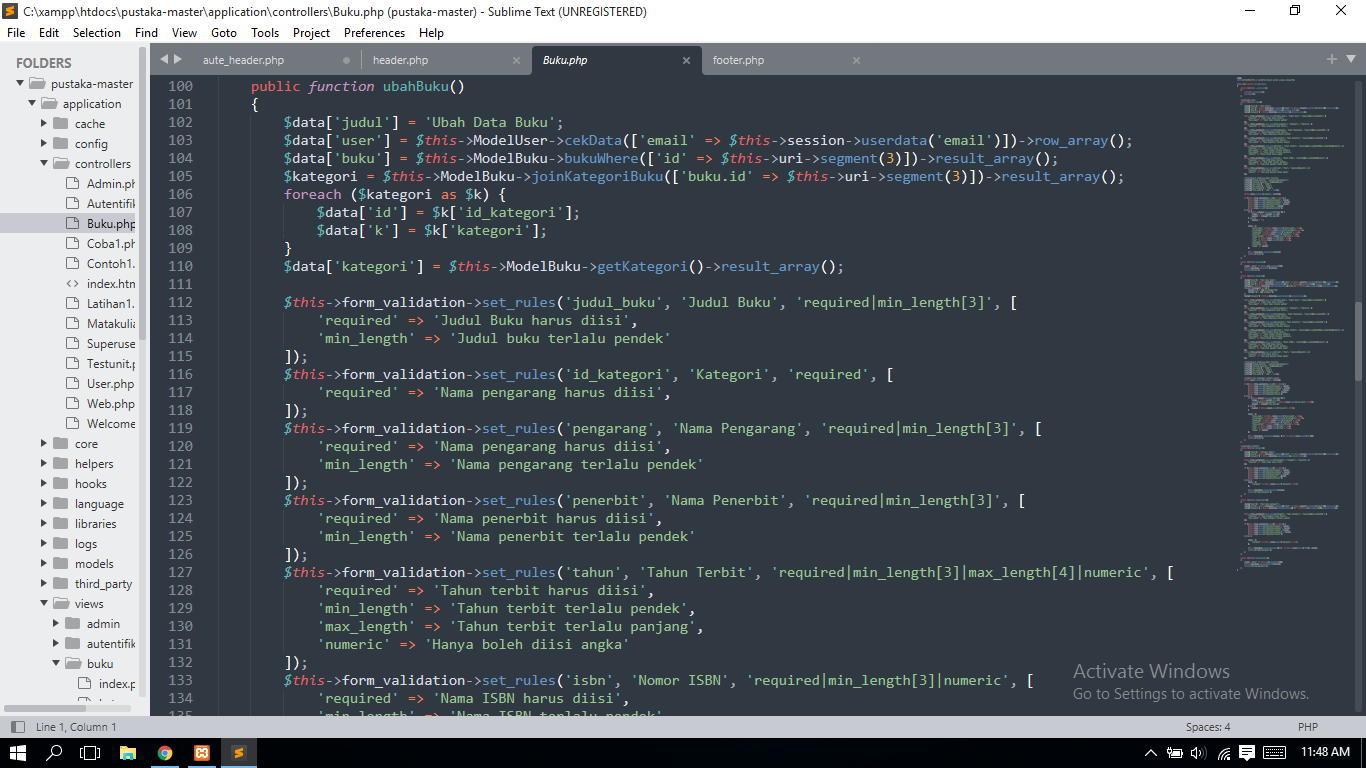 C:\xampp\htdocs\pustaka-master\application\controllers\Buku.php (pustaka-master) - Sublime Text (UNREGISTERED)
File Edit Selection Find View Goto Tools Project Preferences Help
FOLDERS
pustaka-master
application
cache
config
controllers
Admin.ph
Autentifik
Buku.php
Coba1.ph
Contoh1.
index.htm
Latihan1.
Matakulia
Superuse
Testunit.p
User.php
Web.php
Welcome
core
helpers
hooks
language
libraries
logs
models
third_party
views
admin
autentifik
buku
index.p
aute_header.php header.php Buku.php footer.php
100 public function ubahBuku()
101 {
102 $data['judul'] = 'Ubah Data Buku';
103 $data['user'] = $this->ModelUser->cekData(['email' => $this->session->userdata('email')])->row_array();
104 $data['buku'] = $this->ModelBuku->bukuWhere(['id' => $this->uri->segment(3)])->result_array();
105 $kategori = $this->ModelBuku->joinKategoriBuku(['buku.id' => $this->uri->segment(3)])->result_array();
106 foreach ($kategori as $k) {
107 $data['id'] = $k['id_kategori'];
108 $data['k'] = $k['kategori'];
109 }
110 $data['kategori'] = $this->ModelBuku->getKategori()->result_array();
111
112 $this->form_validation->set_rules('judul_buku', 'Judul Buku', 'required|min_length[3]', [
113 'required' => 'Judul Buku harus diisi',
114 'min_length' => 'Judul buku terlalu pendek'
115 ]);
116 $this->form_validation->set_rules('id_kategori', 'Kategori', 'required', [
117 'required' => 'Nama pengarang harus diisi',
118 ]);
119 $this->form_validation->set_rules('pengarang', 'Nama Pengarang', 'required|min_length[3]', [
120 'required' => 'Nama pengarang harus diisi',
121 'min_length' => 'Nama pengarang terlalu pendek'
122 ]);
123 $this->form_validation->set_rules('penerbit', 'Nama Penerbit', 'required|min_length[3]', [
124 'required' => 'Nama penerbit harus diisi',
125 'min_length' => 'Nama penerbit terlalu pendek'
126 ]);
127 $this->form_validation->set_rules('tahun', 'Tahun Terbit', 'required|min_length[3]|max_length[4]|numeric', [
128 'required' => 'Tahun terbit harus diisi',
129 'min_length' => 'Tahun terbit terlalu pendek',
130 'max_length' => 'Tahun terbit terlalu panjang',
131 'numeric' => 'Hanya boleh diisi angka'
132 ]);
133 $this->form_validation->set_rules('isbn', 'Nomor ISBN', 'required|min_length[3]|numeric', [
134 'required' => 'Nama ISBN harus diisi',
135 'min_length' => 'Nama ISBN terlalu pendek'
Activate Windows
Go to Settings to activate Windows.
Line 1, Column 1 Spaces: 4 PHP
11:48 AM